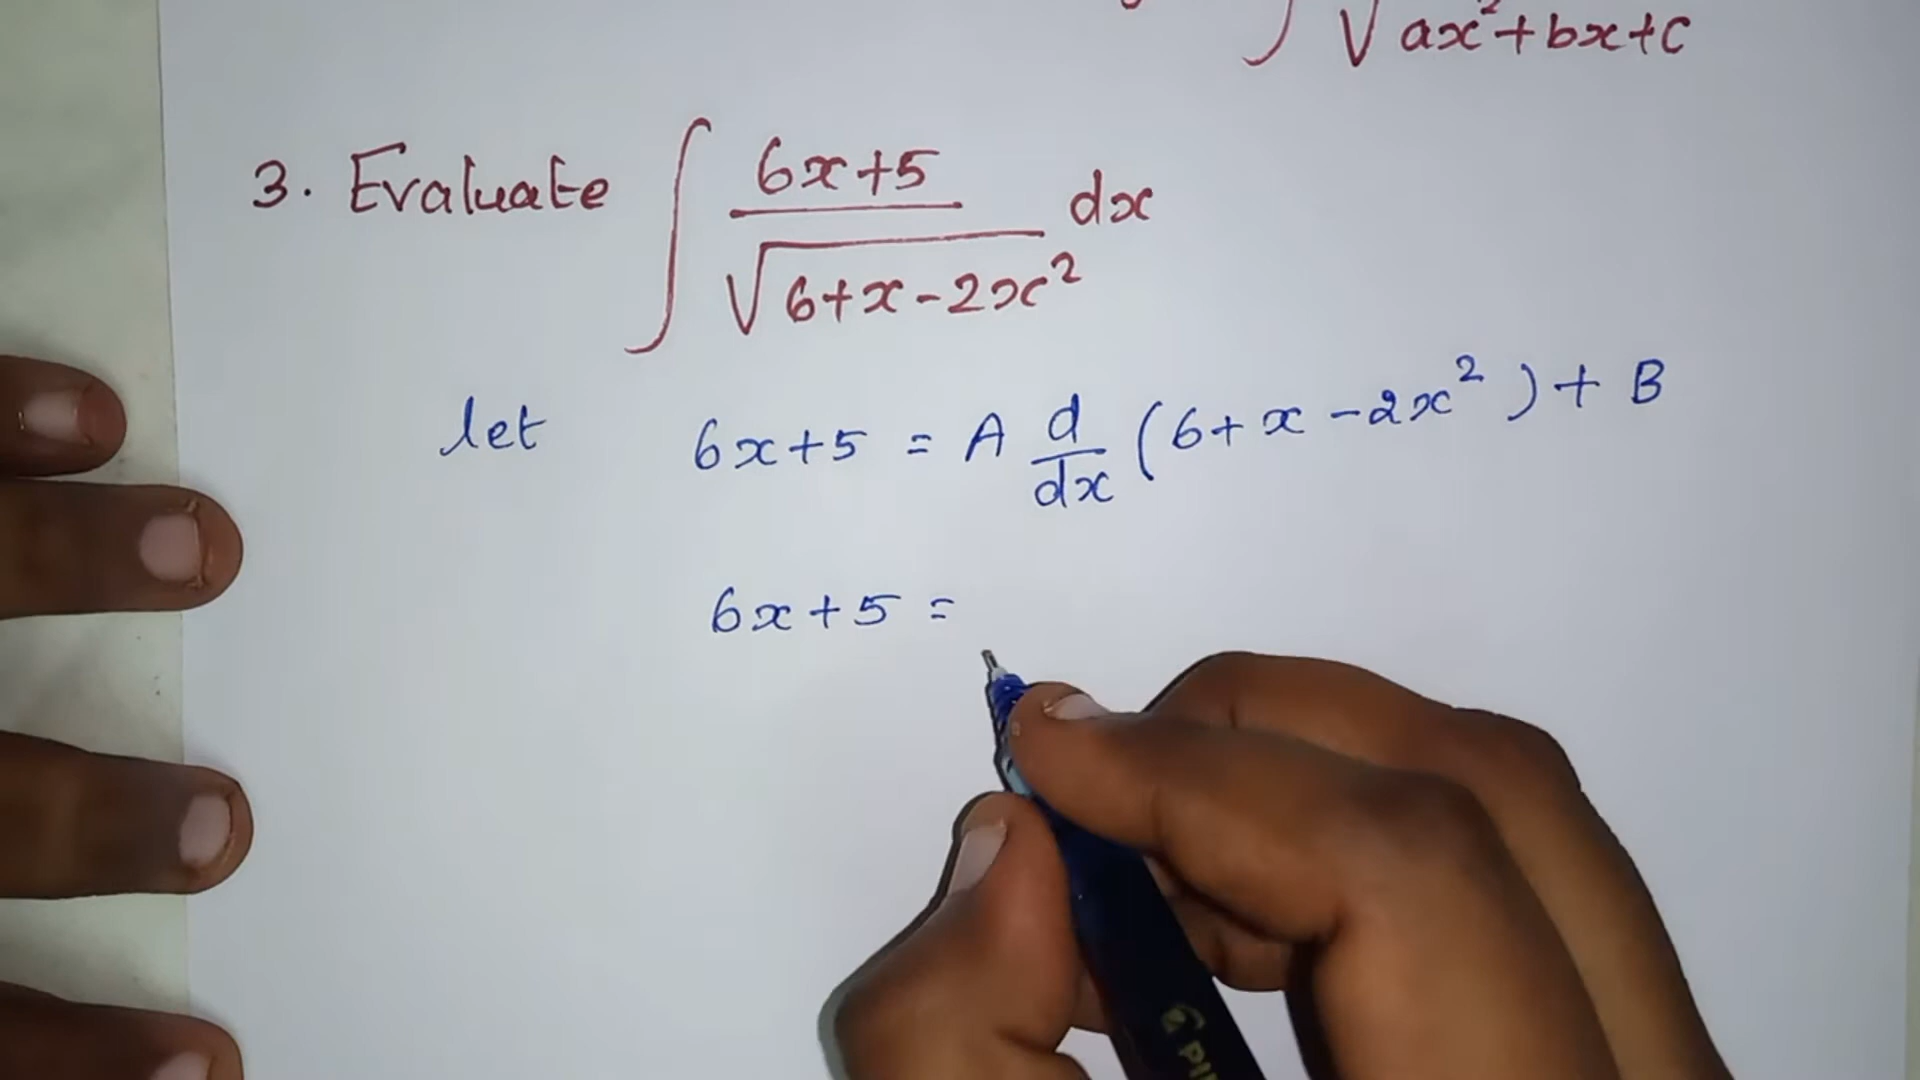 ∫ √ax²+bx+c
3. Evaluate ∫ 6x+5 / √6+x-2x² dx
let 6x+5 = A d/dx (6+x-2x²) + B
6x+5 =